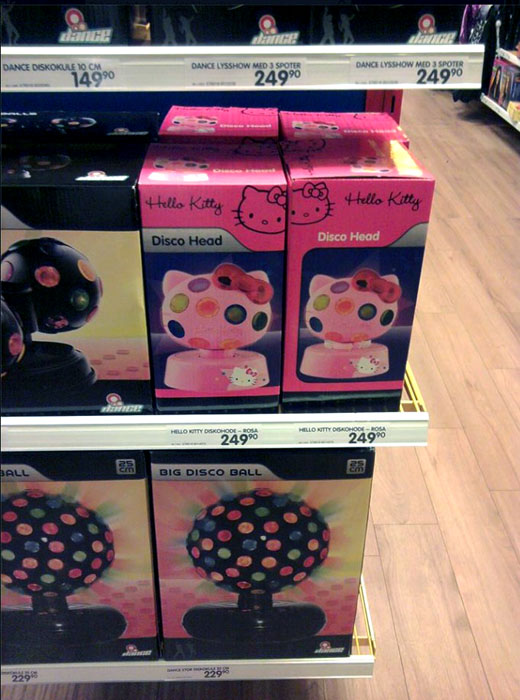 dance
dance
dance
DANCE DISKOKULE 10 CM
149⁹⁰
DANCE LYSSHOW MED 3 SPOTER
249⁹⁰
DANCE LYSSHOW MED 3 SPOTER
249⁹⁰
Disco Head
Hello Kitty
Disco Head
Hello Kitty
Disco Head
dance
HELLO KITTY DISKOHODE - ROSA
249⁹⁰
HELLO KITTY DISKOHODE - ROSA
249⁹⁰
BALL
25 CM
BIG DISCO BALL
25 CM
dance
dance
229⁹⁰
229⁹⁰